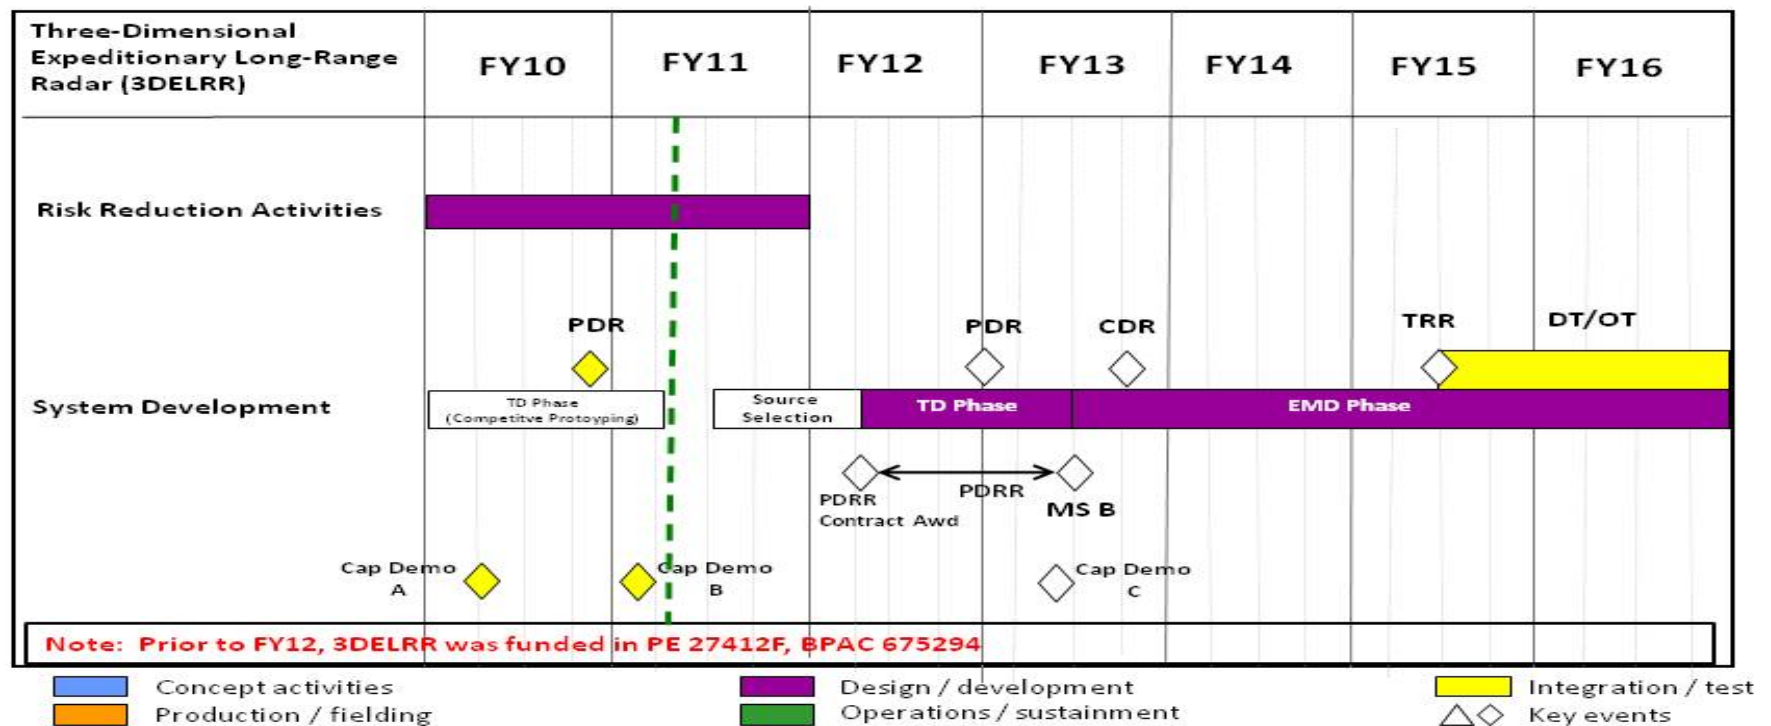 Three-Dimensional
Expeditionary Long-Range
Radar (3DELRR)
FY10
FY11
FY12
FY13
FY14
FY15
FY16
Risk Reduction Activities
PDR
PDR
CDR
TRR
DT/OT
System Development
TD Phase
(Competitve Protoyping)
Source
Selection
TD Phase
EMD Phase
PDRR
Contract Awd
PDRR
MS B
Cap Demo
A
Cap Demo
B
Cap Demo
C
Note: Prior to FY12, 3DELRR was funded in PE 27412F, BPAC 675294
Concept activities
Design / development
Integration / test
Production / fielding
Operations / sustainment
Key events